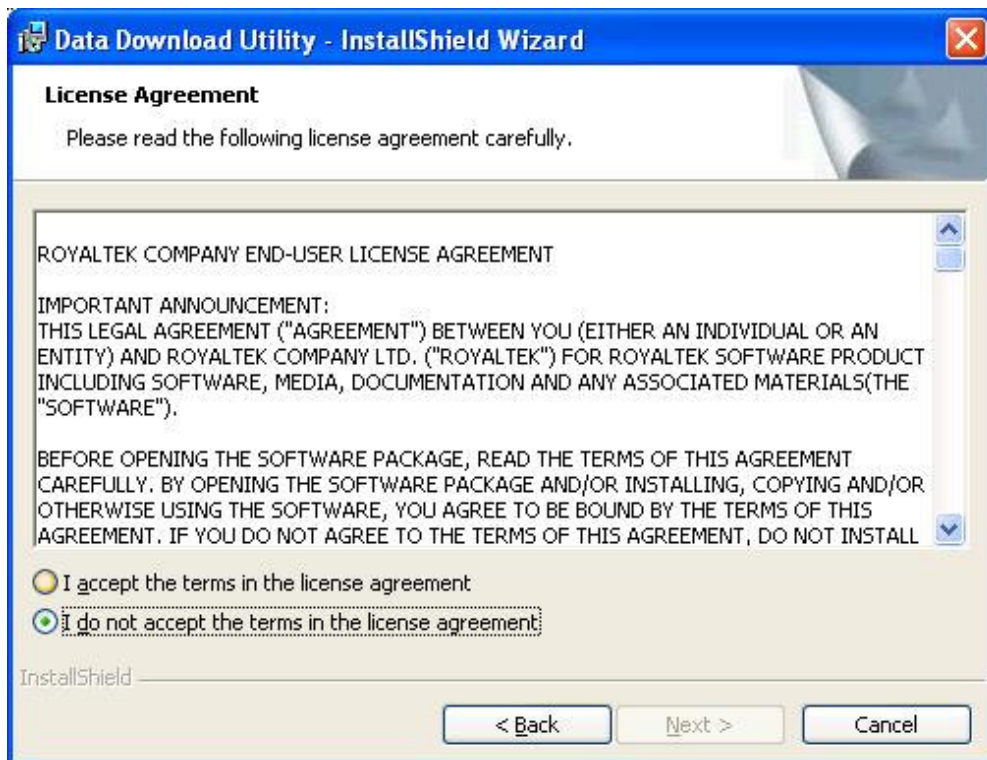 Data Download Utility - InstallShield Wizard
License Agreement
Please read the following license agreement carefully.
ROYALTEK COMPANY END-USER LICENSE AGREEMENT
IMPORTANT ANNOUNCEMENT:
THIS LEGAL AGREEMENT ("AGREEMENT") BETWEEN YOU (EITHER AN INDIVIDUAL OR AN
ENTITY) AND ROYALTEK COMPANY LTD. ("ROYALTEK") FOR ROYALTEK SOFTWARE PRODUCT
INCLUDING SOFTWARE, MEDIA, DOCUMENTATION AND ANY ASSOCIATED MATERIALS(THE
"SOFTWARE").
BEFORE OPENING THE SOFTWARE PACKAGE, READ THE TERMS OF THIS AGREEMENT
CAREFULLY. BY OPENING THE SOFTWARE PACKAGE AND/OR INSTALLING, COPYING AND/OR
OTHERWISE USING THE SOFTWARE, YOU AGREE TO BE BOUND BY THE TERMS OF THIS
AGREEMENT. IF YOU DO NOT AGREE TO THE TERMS OF THIS AGREEMENT, DO NOT INSTALL
I accept the terms in the license agreement
I do not accept the terms in the license agreement
InstallShield
< Back Next > Cancel